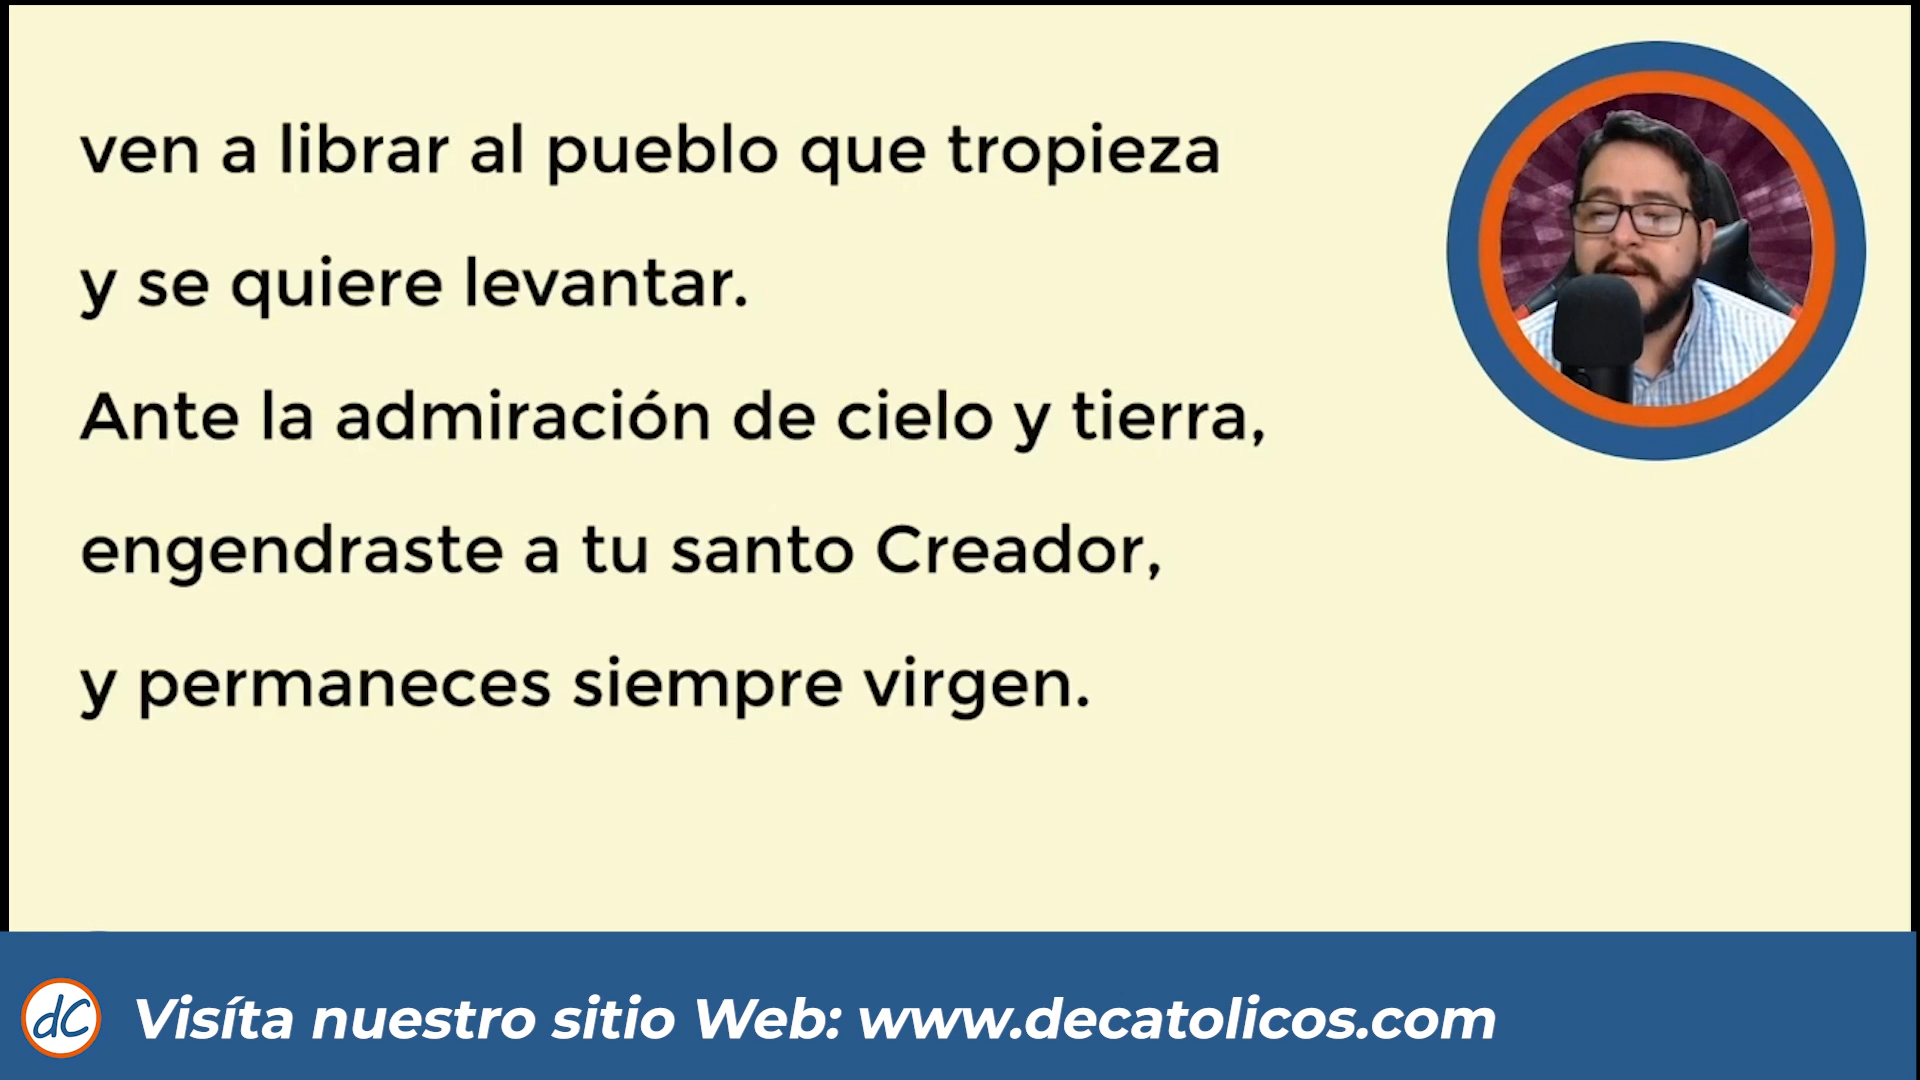 ven a librar al pueblo que tropieza
y se quiere levantar.
Ante la admiración de cielo y tierra,
engendraste a tu santo Creador,
y permaneces siempre virgen.
dC Visíta nuestro sitio Web: www.decatolicos.com